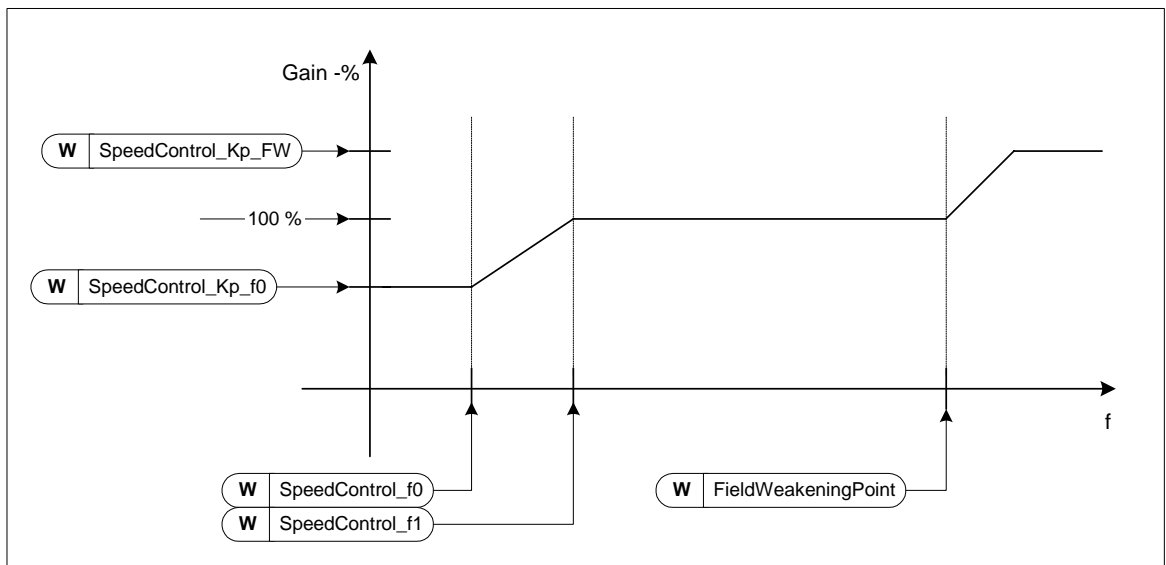 Gain -%
W SpeedControl_Kp_FW
100 %
W SpeedControl_Kp_f0
f
W SpeedControl_f0
W FieldWeakeningPoint
W SpeedControl_f1